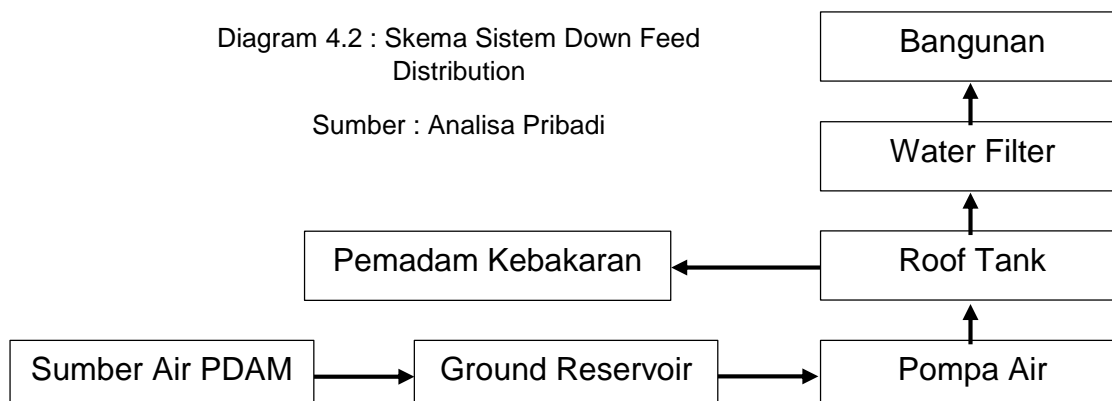 Diagram 4.2 : Skema Sistem Down Feed
Distribution
Sumber : Analisa Pribadi
Bangunan
Water Filter
Pemadam Kebakaran
Roof Tank
Sumber Air PDAM
Ground Reservoir
Pompa Air